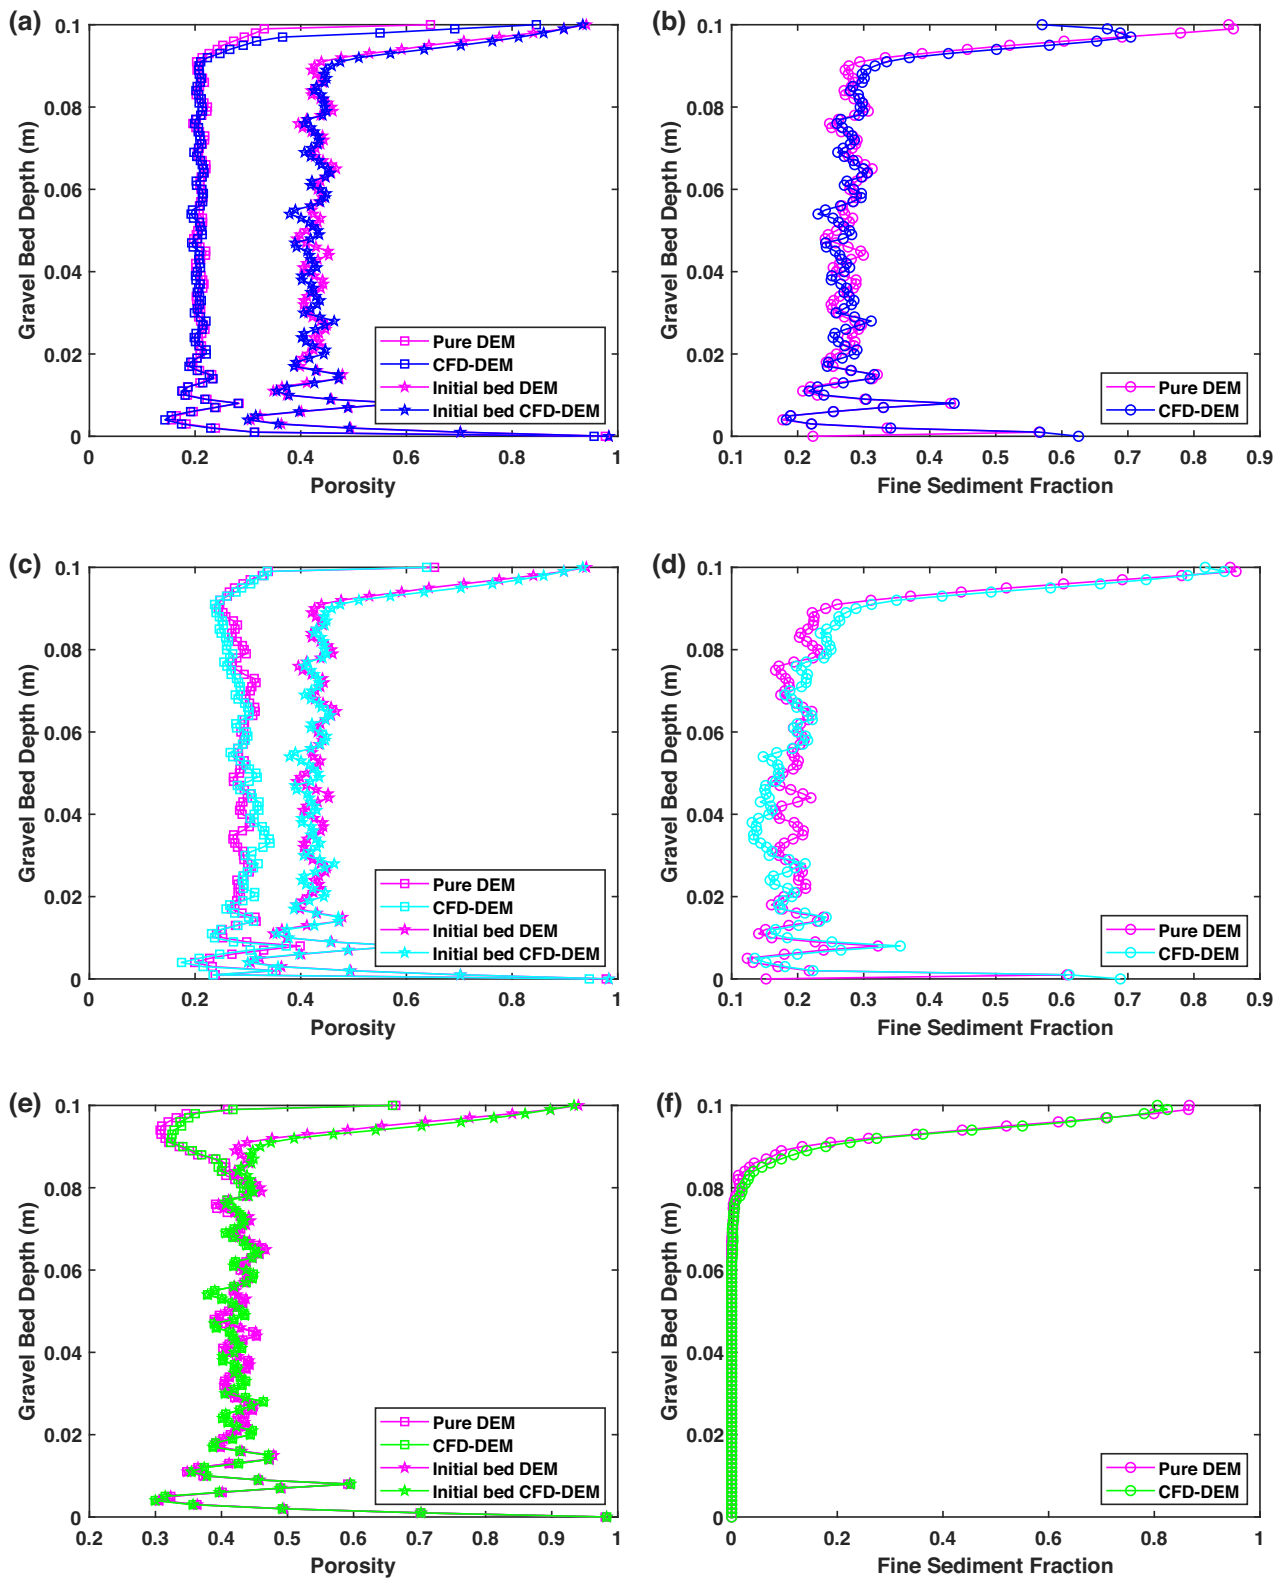 (a)
0.1
0.08
0.06
0.04
0.02
0
Gravel Bed Depth (m)
0 0.2 0.4 0.6 0.8 1
Porosity
Pure DEM
CFD-DEM
Initial bed DEM
Initial bed CFD-DEM
(b)
0.1
0.08
0.06
0.04
0.02
0
Gravel Bed Depth (m)
0.1 0.2 0.3 0.4 0.5 0.6 0.7 0.8 0.9
Fine Sediment Fraction
Pure DEM
CFD-DEM
(c)
0.1
0.08
0.06
0.04
0.02
0
Gravel Bed Depth (m)
0 0.2 0.4 0.6 0.8 1
Porosity
Pure DEM
CFD-DEM
Initial bed DEM
Initial bed CFD-DEM
(d)
0.1
0.08
0.06
0.04
0.02
0
Gravel Bed Depth (m)
0.1 0.2 0.3 0.4 0.5 0.6 0.7 0.8 0.9
Fine Sediment Fraction
Pure DEM
CFD-DEM
(e)
0.1
0.08
0.06
0.04
0.02
0
Gravel Bed Depth (m)
0.2 0.3 0.4 0.5 0.6 0.7 0.8 0.9 1
Porosity
Pure DEM
CFD-DEM
Initial bed DEM
Initial bed CFD-DEM
(f)
0.1
0.08
0.06
0.04
0.02
0
Gravel Bed Depth (m)
0 0.2 0.4 0.6 0.8 1
Fine Sediment Fraction
Pure DEM
CFD-DEM